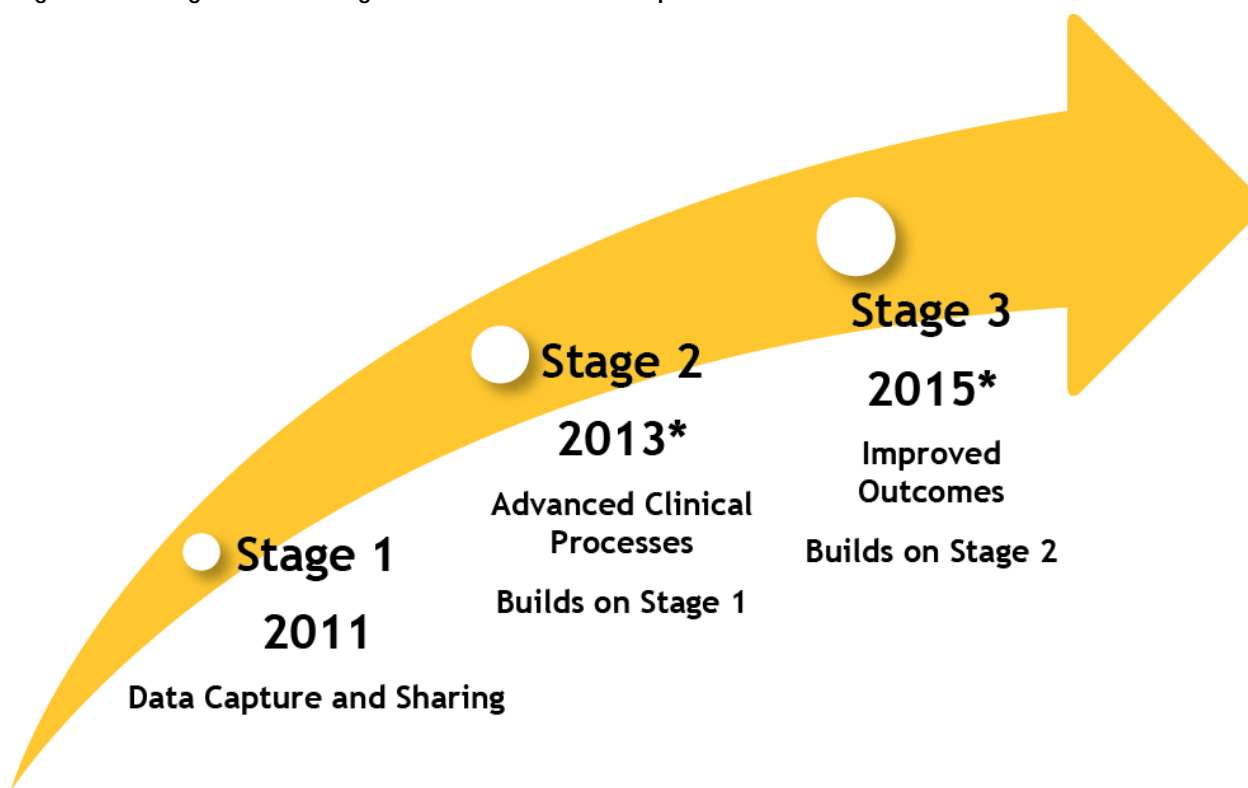 Stage 1
2011
Data Capture and Sharing
Stage 2
2013*
Advanced Clinical
Processes
Builds on Stage 1
Stage 3
2015*
Improved
Outcomes
Builds on Stage 2